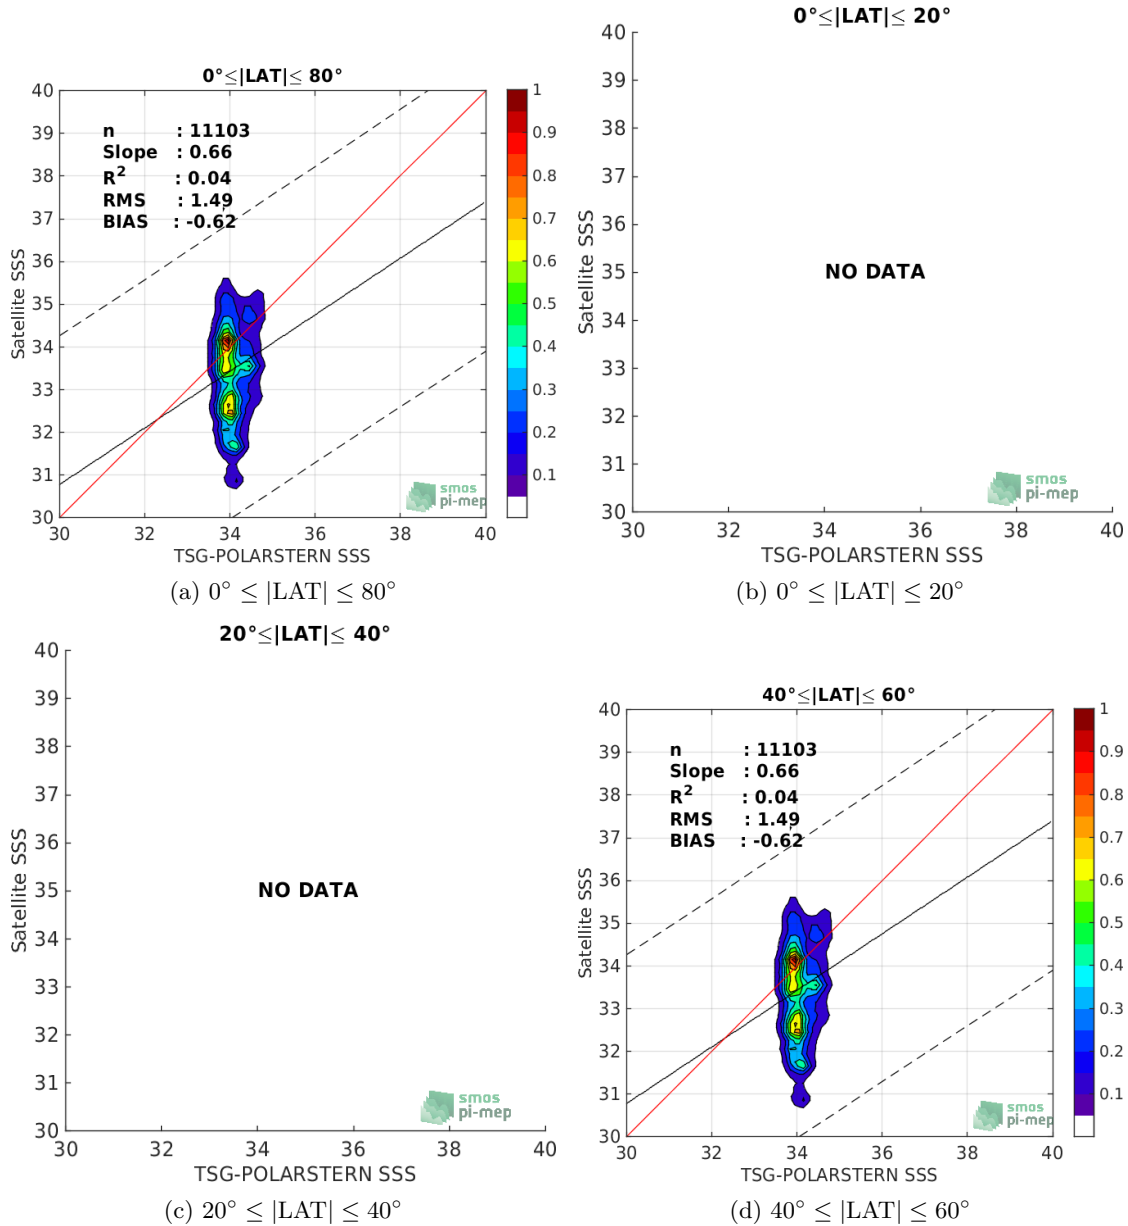 0°≤|LAT|≤ 80°
40
39
38
37
36
35
34
33
32
31
30
Satellite SSS
n : 11103
Slope : 0.66
R² : 0.04
RMS : 1.49
BIAS : -0.62
1
0.9
0.8
0.7
0.6
0.5
0.4
0.3
0.2
0.1
smos
pi-mep
30 32 34 36 38 40
TSG-POLARSTERN SSS
(a) 0° ≤ |LAT| ≤ 80°
0°≤|LAT|≤ 20°
40
39
38
37
36
35
34
33
32
31
30
Satellite SSS
NO DATA
smos
pi-mep
30 32 34 36 38 40
TSG-POLARSTERN SSS
(b) 0° ≤ |LAT| ≤ 20°
20°≤|LAT|≤ 40°
40
39
38
37
36
35
34
33
32
31
30
Satellite SSS
NO DATA
smos
pi-mep
30 32 34 36 38 40
TSG-POLARSTERN SSS
(c) 20° ≤ |LAT| ≤ 40°
40°≤|LAT|≤ 60°
40
39
38
37
36
35
34
33
32
31
30
Satellite SSS
n : 11103
Slope : 0.66
R² : 0.04
RMS : 1.49
BIAS : -0.62
1
0.9
0.8
0.7
0.6
0.5
0.4
0.3
0.2
0.1
smos
pi-mep
30 32 34 36 38 40
TSG-POLARSTERN SSS
(d) 40° ≤ |LAT| ≤ 60°